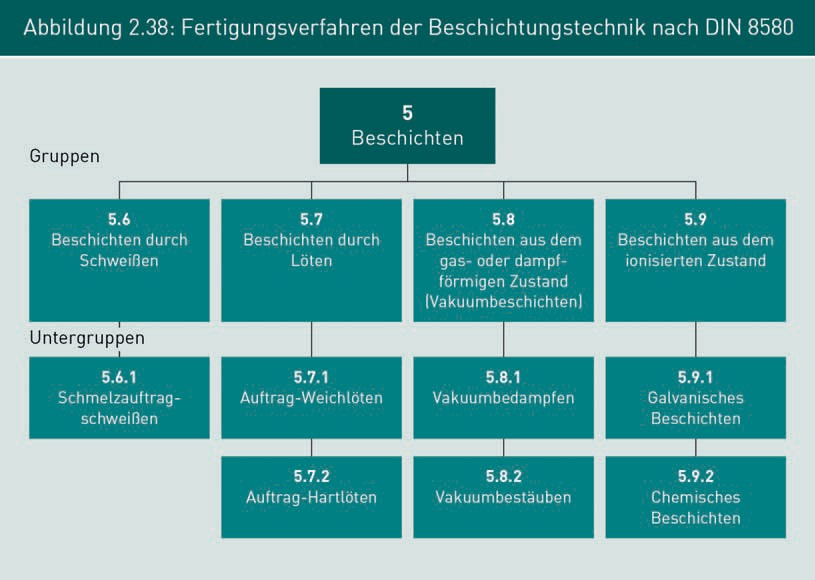 Abbildung 2.38: Fertigungsverfahren der Beschichtungstechnik nach DIN 8580
5
Beschichten
Gruppen
5.6
Beschichten durch
Schweißen
5.7
Beschichten durch
Löten
5.8
Beschichten aus dem
gas- oder dampf-
förmigen Zustand
(Vakuumbeschichten)
5.9
Beschichten aus dem
ionisierten Zustand
Untergruppen
5.6.1
Schmelzauftrag-
schweißen
5.7.1
Auftrag-Weichlöten
5.8.1
Vakuumbedampfen
5.9.1
Galvanisches
Beschichten
5.7.2
Auftrag-Hartlöten
5.8.2
Vakuumbestäuben
5.9.2
Chemisches
Beschichten